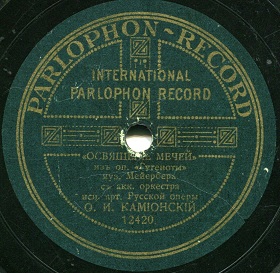 PARLOPHON-RECORD
INTERNATIONAL
PARLOPHON RECORD
МЕЧЕЙ»
изъ оп. «Гугеноты»
муз. Мейербера
съ акк. оркестра
исп. арт. Русской оперы
О. И. КАМІОНСКІЙ
12420